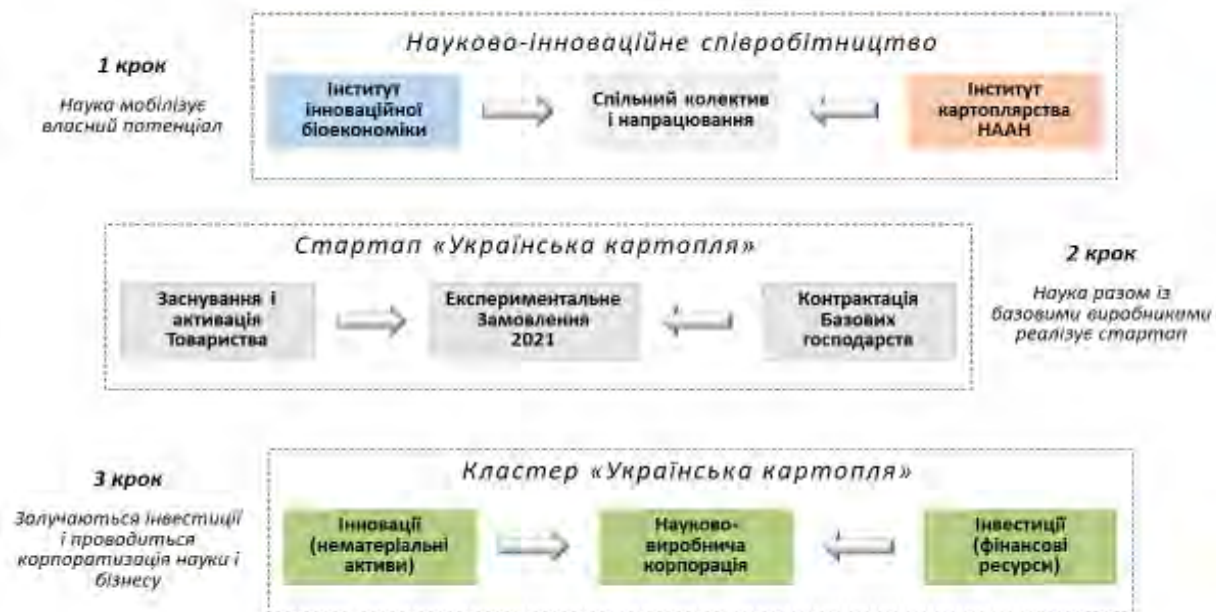 Науково-інноваційне співробітництво
1 крок
Наука мобілізує
власний потенціал
Інститут
інноваційної
біоекономіки
Спільний колектив
і напрацювання
Інститут
картоплярства
НААН
Стартап «Українська картопля»
Заснування і
активація
Товариства
Експериментальне
Замовлення
2021
Контрактація
Базових
господарств
2 крок
Наука разом із
базовими виробниками
реалізує стартап
Кластер «Українська картопля»
3 крок
Залучаються інвестиції
і проводиться
корпоратизація науки і
бізнесу
Інновації
(нематеріальні
активи)
Науково-
виробнича
корпорація
Інвестиції
(фінансові
ресурси)